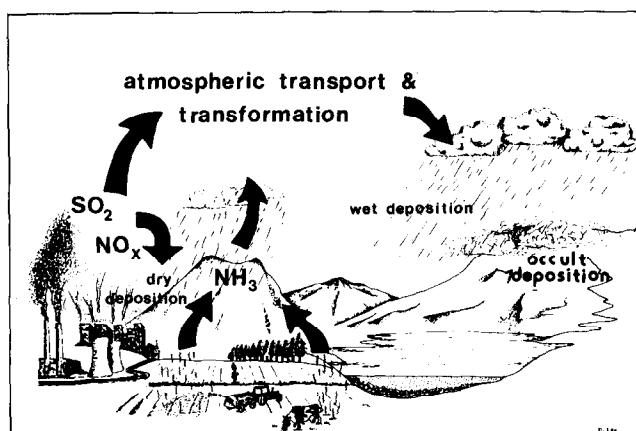 atmospheric transport &
transformation
SO₂
NOₓ
wet deposition
dry
deposition
NH₃
occult
deposition